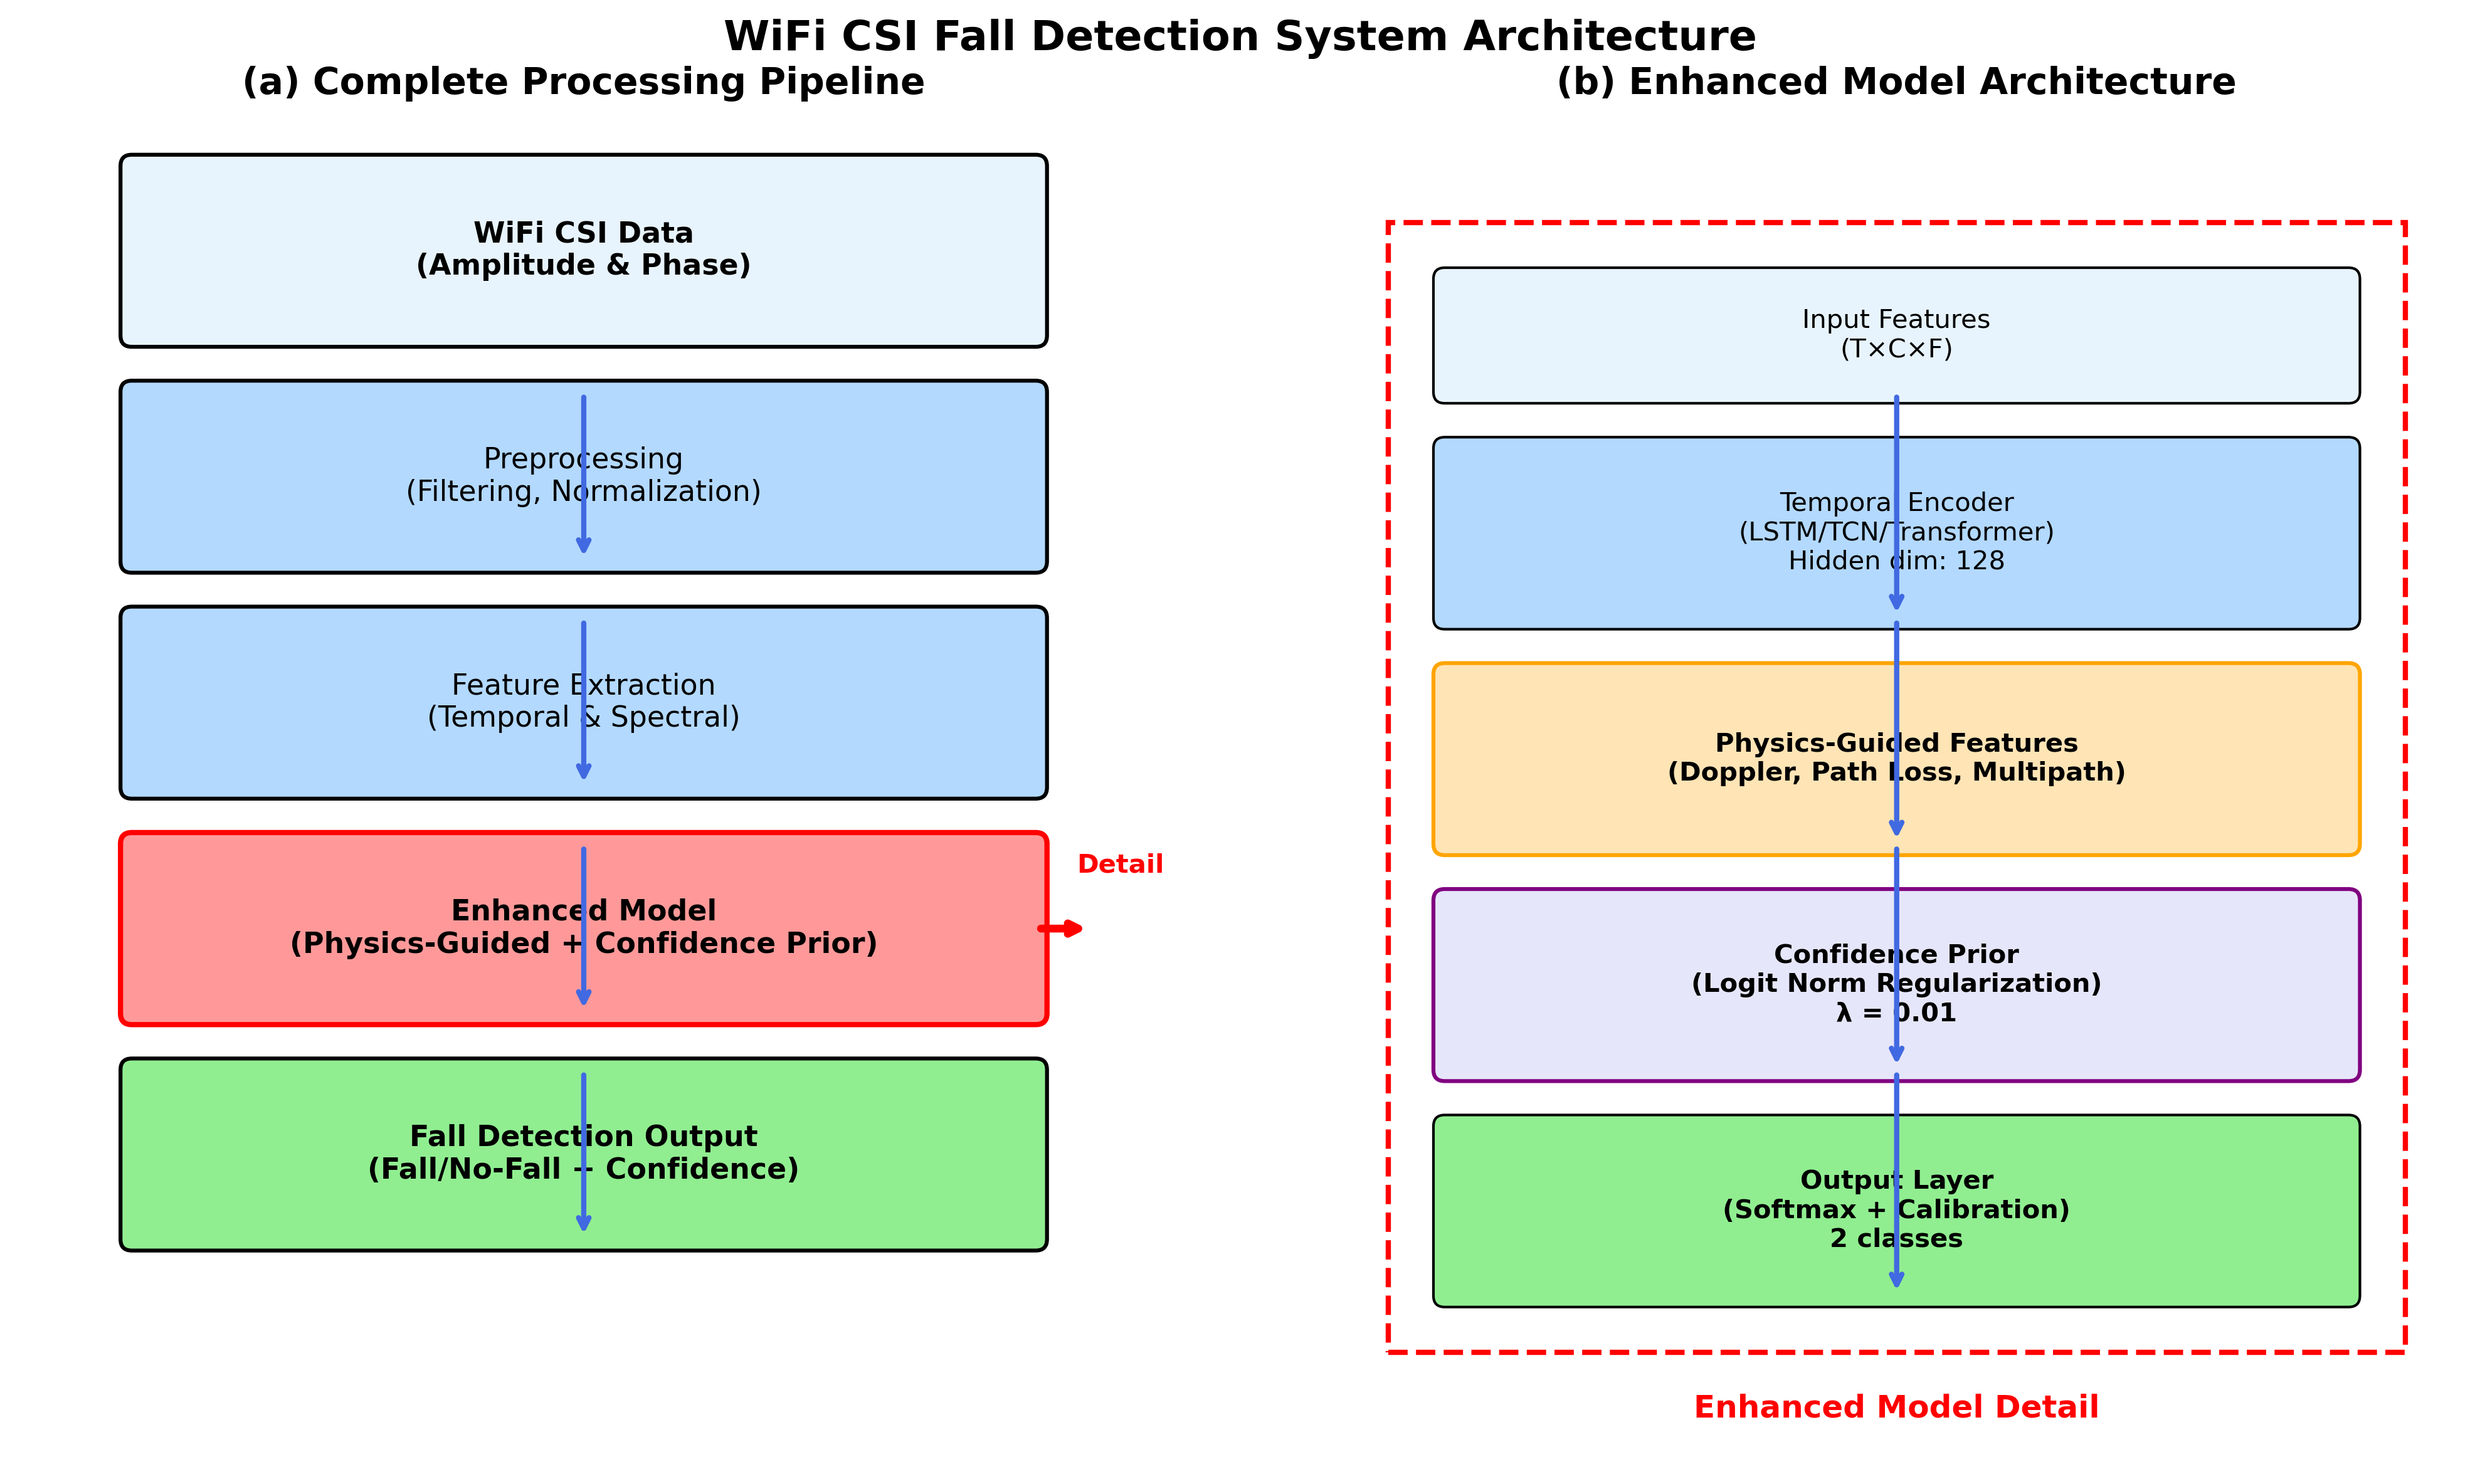 WiFi CSI Fall Detection System Architecture
(a) Complete Processing Pipeline
WiFi CSI Data
(Amplitude & Phase)
Preprocessing
(Filtering, Normalization)
Feature Extraction
(Temporal & Spectral)
Enhanced Model
(Physics-Guided + Confidence Prior)
Detail
Fall Detection Output
(Fall/No-Fall + Confidence)
(b) Enhanced Model Architecture
Input Features
(T×C×F)
Temporal Encoder
(LSTM/TCN/Transformer)
Hidden dim: 128
Physics-Guided Features
(Doppler, Path Loss, Multipath)
Confidence Prior
(Logit Norm Regularization)
λ = 0.01
Output Layer
(Softmax + Calibration)
2 classes
Enhanced Model Detail